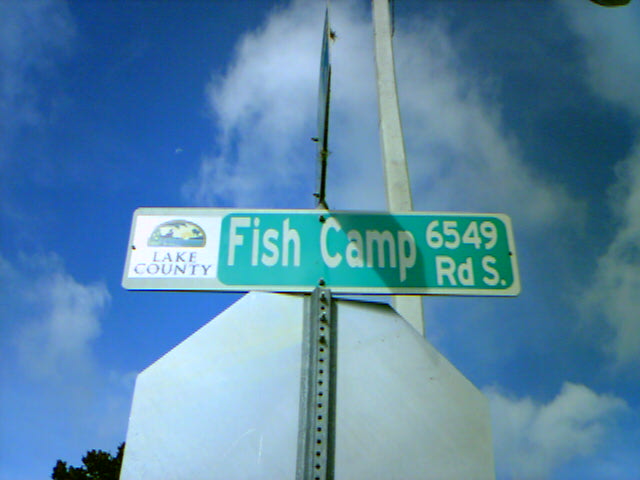 LAKE
COUNTY
Fish Camp 6549
Rd S.